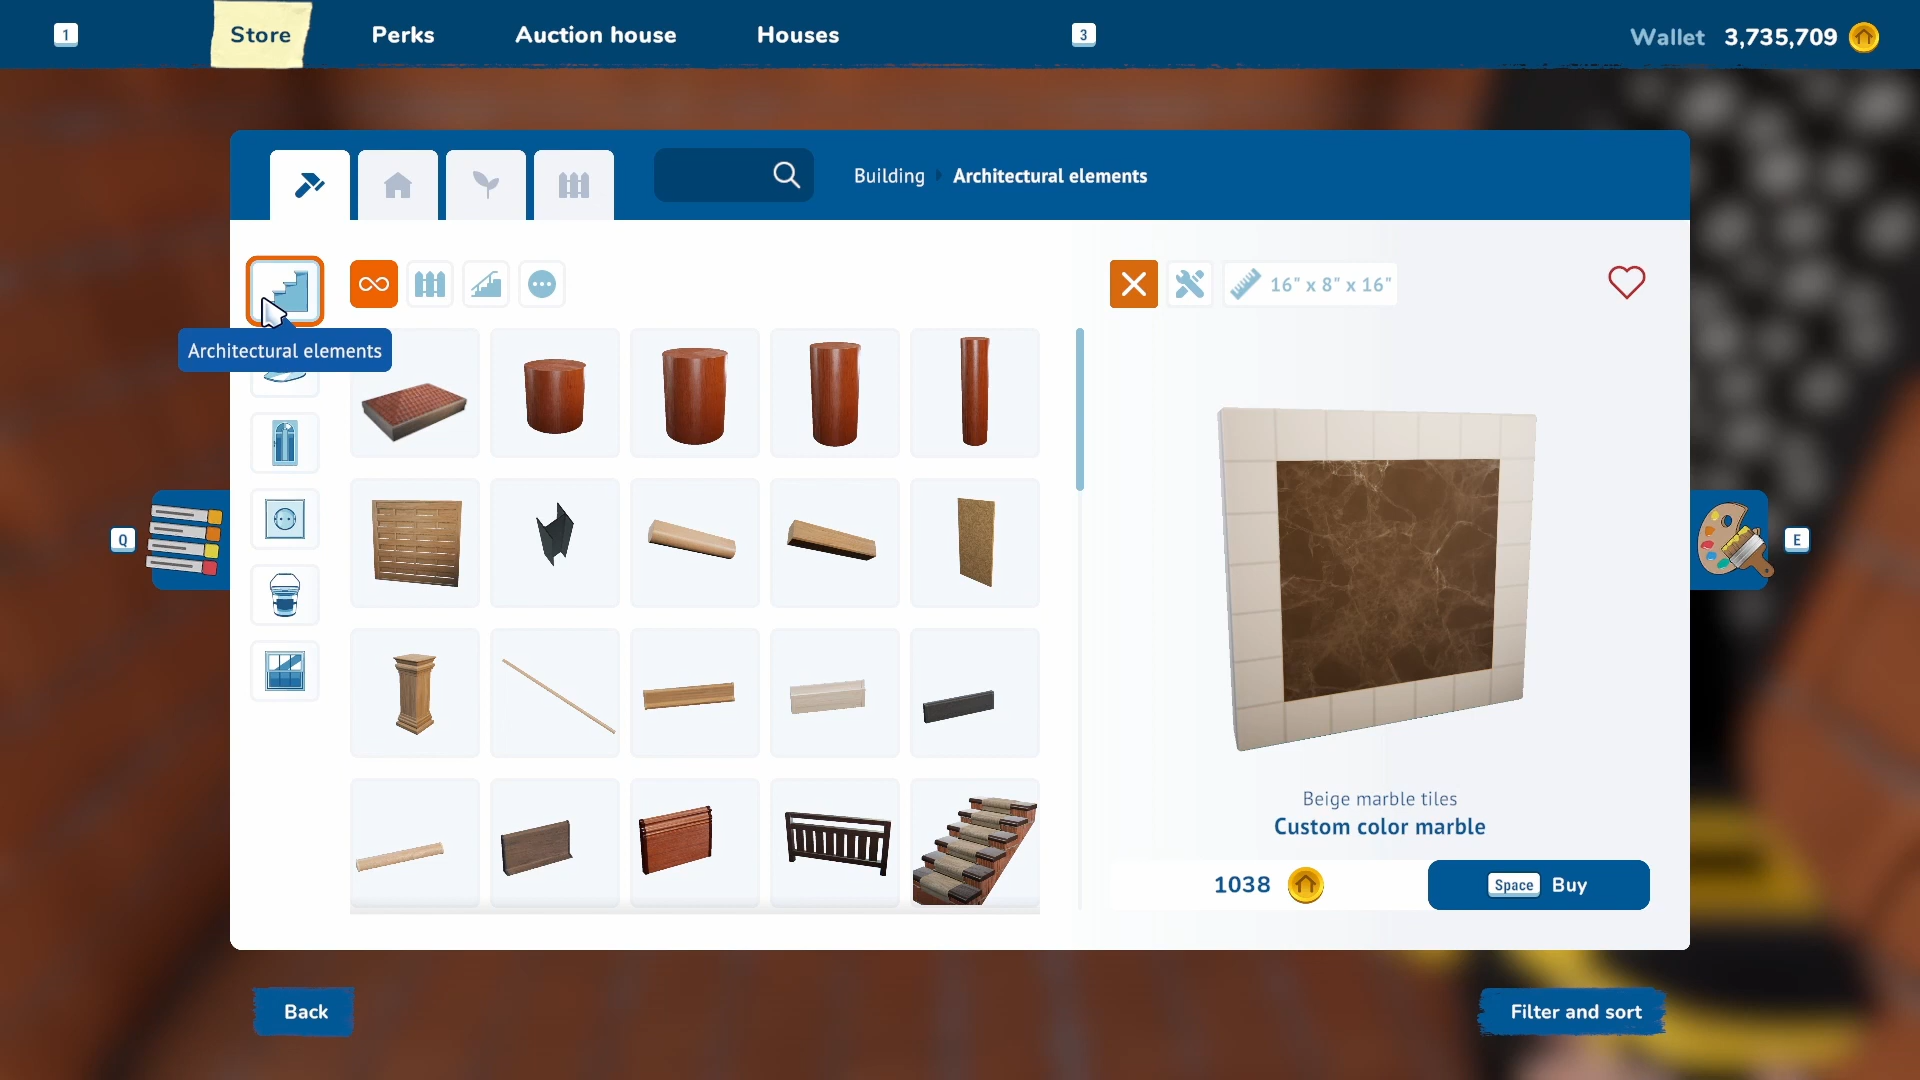 1
Store
Perks
Auction house
Houses
3
Wallet 3,735,709
Building Architectural elements
16" x 8" x 16"
Architectural elements
Q
E
Beige marble tiles
Custom color marble
1038
Space Buy
Back
Filter and sort